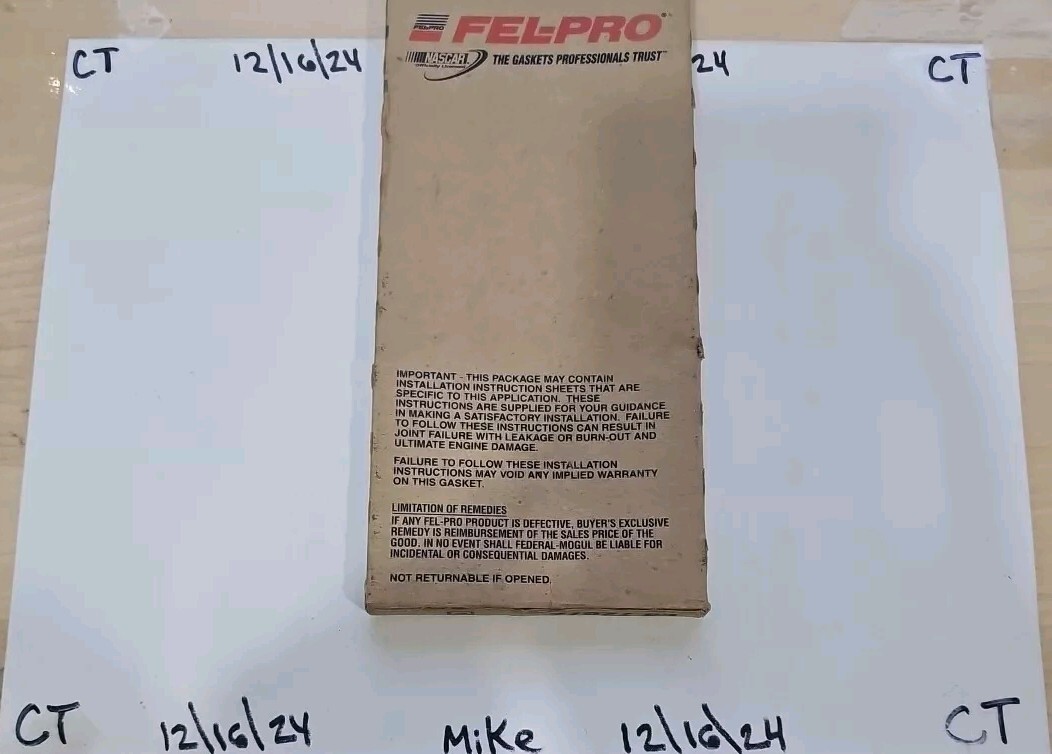 FEL-PRO
FEL-PRO
NASCAR
Officially Licensed
THE GASKETS PROFESSIONALS TRUST™
CT 12/16/24 24 CT
IMPORTANT - THIS PACKAGE MAY CONTAIN
INSTALLATION INSTRUCTION SHEETS THAT ARE
SPECIFIC TO THIS APPLICATION. THESE
INSTRUCTIONS ARE SUPPLIED FOR YOUR GUIDANCE
IN MAKING A SATISFACTORY INSTALLATION. FAILURE
TO FOLLOW THESE INSTRUCTIONS CAN RESULT IN
JOINT FAILURE WITH LEAKAGE OR BURN-OUT AND
ULTIMATE ENGINE DAMAGE.
FAILURE TO FOLLOW THESE INSTALLATION
INSTRUCTIONS MAY VOID ANY IMPLIED WARRANTY
ON THIS GASKET.
LIMITATION OF REMEDIES
IF ANY FEL-PRO PRODUCT IS DEFECTIVE, BUYER'S EXCLUSIVE
REMEDY IS REIMBURSEMENT OF THE SALES PRICE OF THE
GOOD. IN NO EVENT SHALL FEDERAL-MOGUL BE LIABLE FOR
INCIDENTAL OR CONSEQUENTIAL DAMAGES.
NOT RETURNABLE IF OPENED.
CT 12/16/24 MiKe 12/16/24 CT